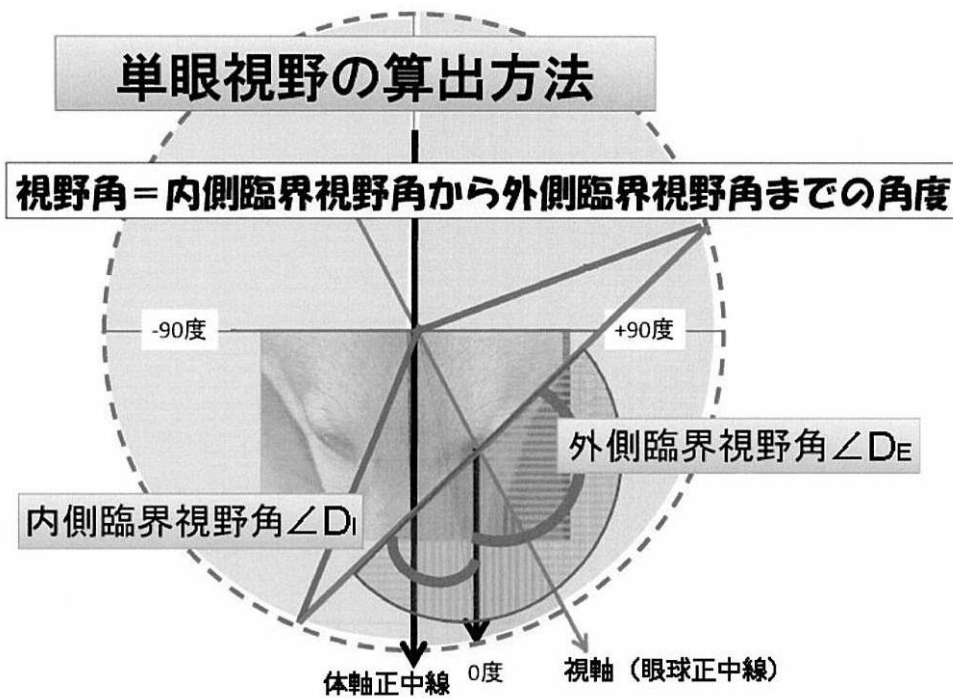 単眼視野の算出方法
視野角＝内側臨界視野角から外側臨界視野角までの角度
-90度
+90度
外側臨界視野角∠DE
内側臨界視野角∠DI
体軸正中線
0度
視軸（眼球正中線）